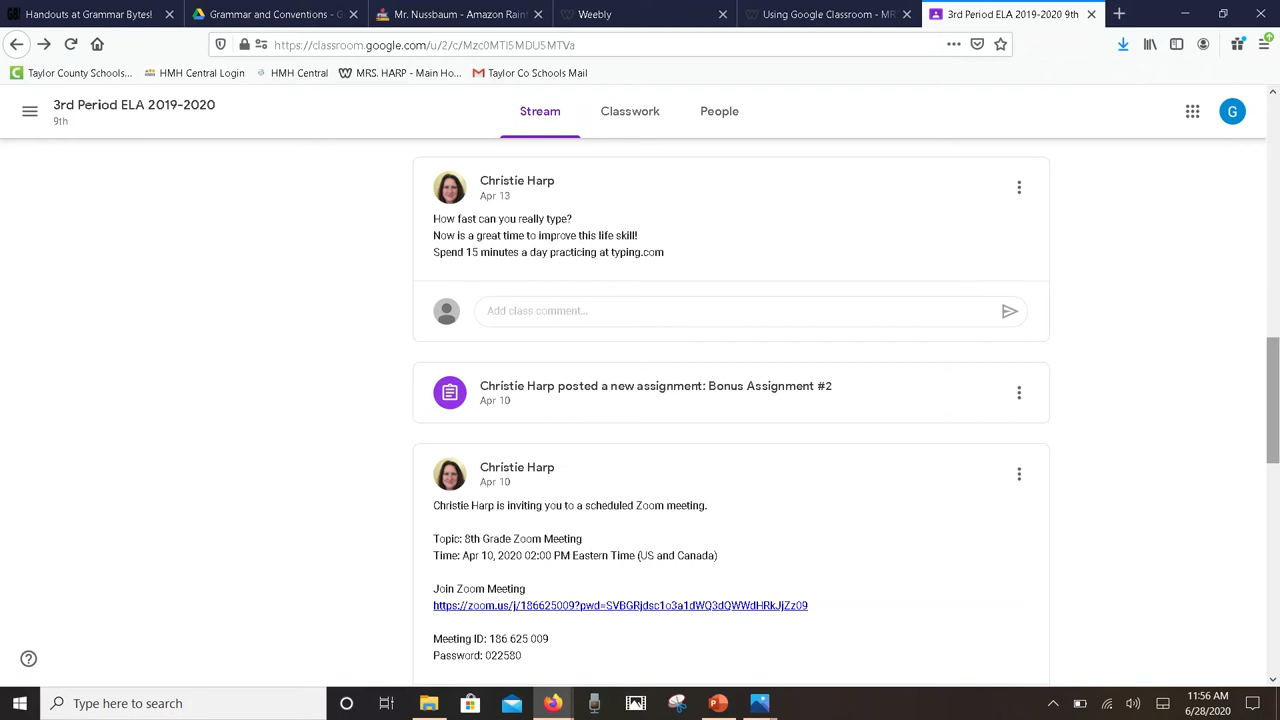 Handouts at Grammar Bytes!
Grammar and Conventions - G
Mr. Nussbaum - Amazon Rain
Weebly
Using Google Classroom - MR
3rd Period ELA 2019-2020 9th
https://classroom.google.com/u/2/c/Mzc0MTI5MDU5MTVa
Taylor County Schools...
HMH Central Login
HMH Central
MRS. HARP - Main Ho...
Taylor Co Schools Mail
3rd Period ELA 2019-2020
9th
Stream
Classwork
People
G
Christie Harp
Apr 13
How fast can you really type?
Now is a great time to improve this life skill!
Spend 15 minutes a day practicing at typing.com
Add class comment...
Christie Harp posted a new assignment: Bonus Assignment #2
Apr 10
Christie Harp
Apr 10
Christie Harp is inviting you to a scheduled Zoom meeting.
Topic: 8th Grade Zoom Meeting
Time: Apr 10, 2020 02:00 PM Eastern Time (US and Canada)
Join Zoom Meeting
https://zoom.us/j/186625009?pwd=SVBGRjdsc1o3a1dWQ3dQWWdHRkJjZz09
Meeting ID: 186 625 009
Password: 022580
Type here to search
11:56 AM
6/28/2020